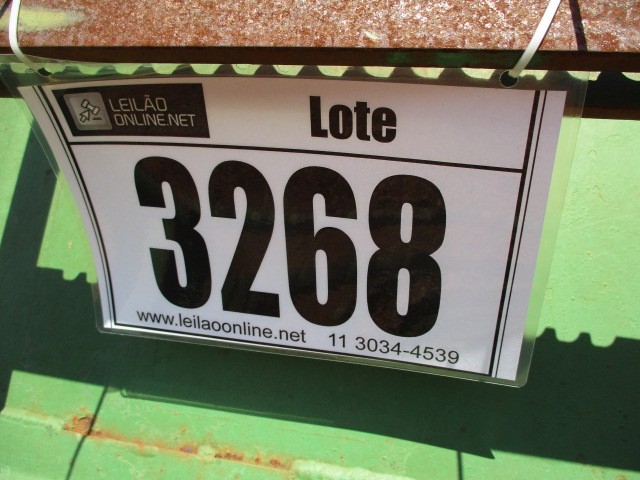 LEILÃO
ONLINE.NET
Lote
3268
www.leilaoonline.net 11 3034-4539